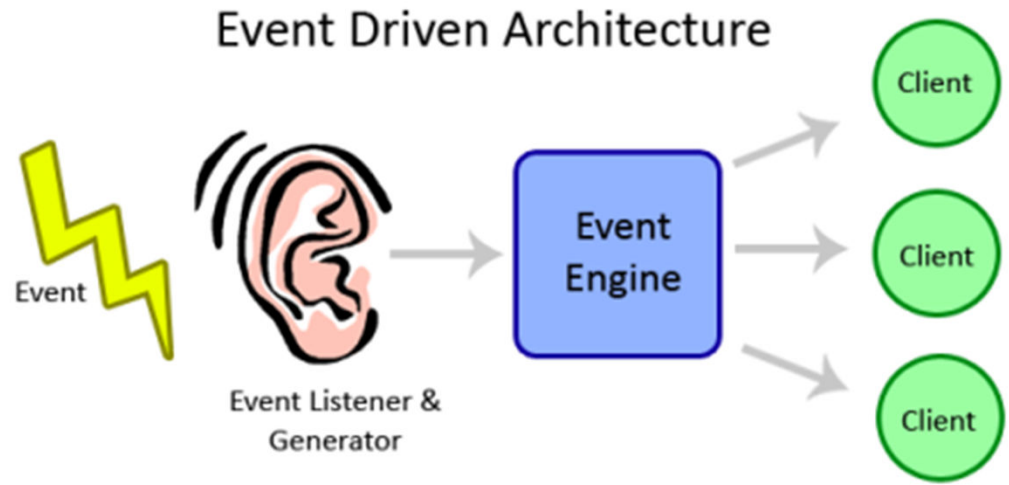 Event Driven Architecture
Event
Event Listener &
Generator
Event
Engine
Client
Client
Client